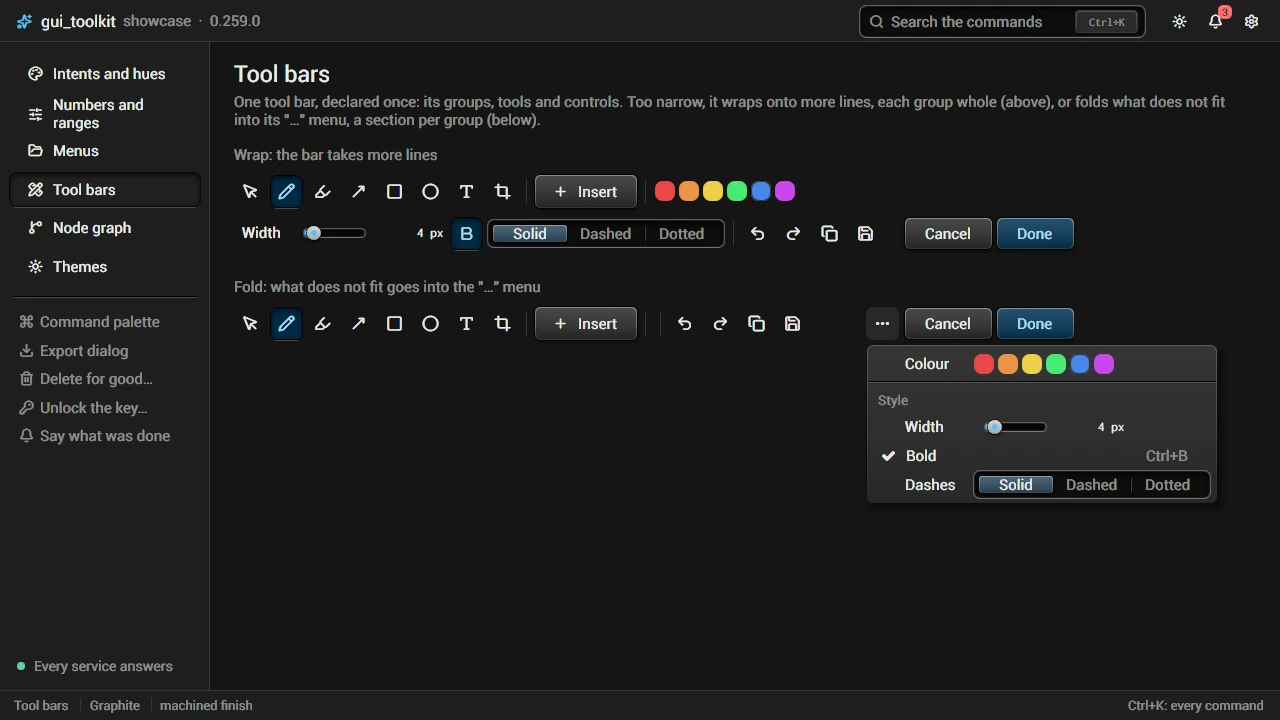 gui_toolkit showcase · 0.259.0
Search the commands Ctrl+K
3
Intents and hues
Numbers and
ranges
Menus
Tool bars
Node graph
Themes
Command palette
Export dialog
Delete for good...
Unlock the key...
Say what was done
Every service answers
Tool bars
One tool bar, declared once: its groups, tools and controls. Too narrow, it wraps onto more lines, each group whole (above), or folds what does not fit
into its "..." menu, a section per group (below).
Wrap: the bar takes more lines
T + Insert
Width 4 px B Solid Dashed Dotted Cancel Done
Fold: what does not fit goes into the "..." menu
T + Insert ... Cancel Done
Colour
Style
Width 4 px
Bold Ctrl+B
Dashes Solid Dashed Dotted
Tool bars Graphite machined finish Ctrl+K: every command